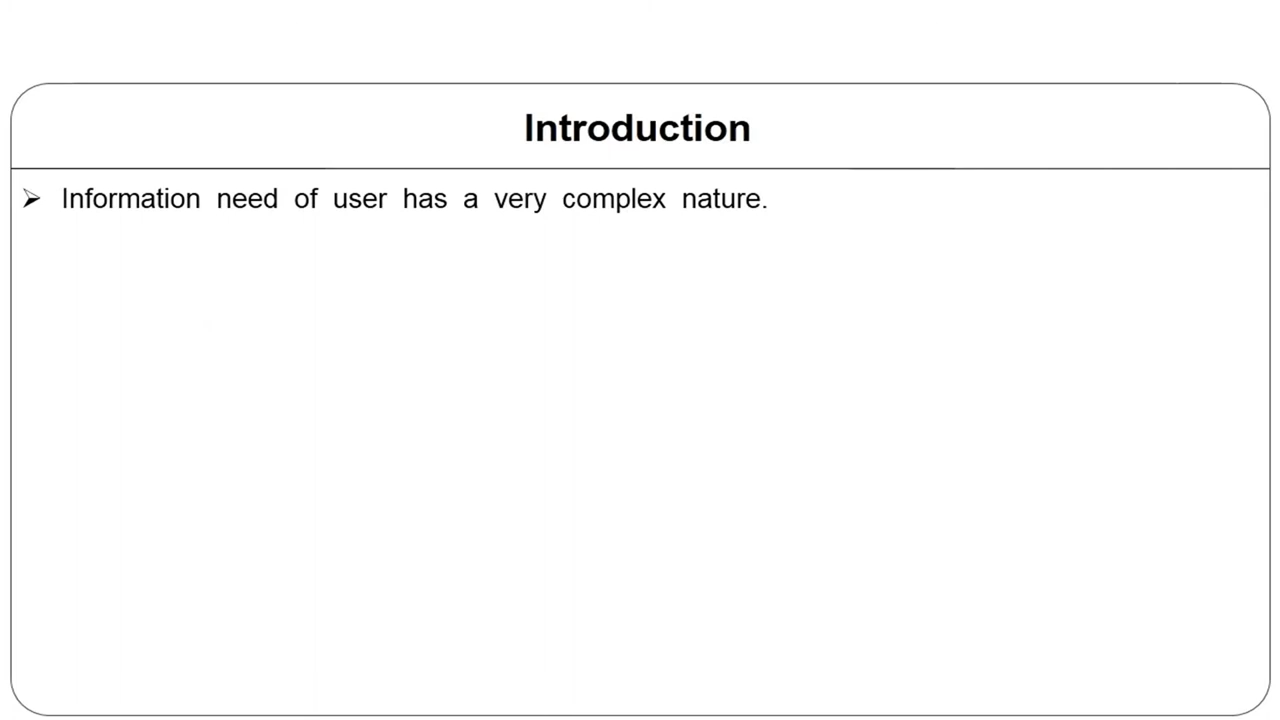 Introduction
➢ Information need of user has a very complex nature.